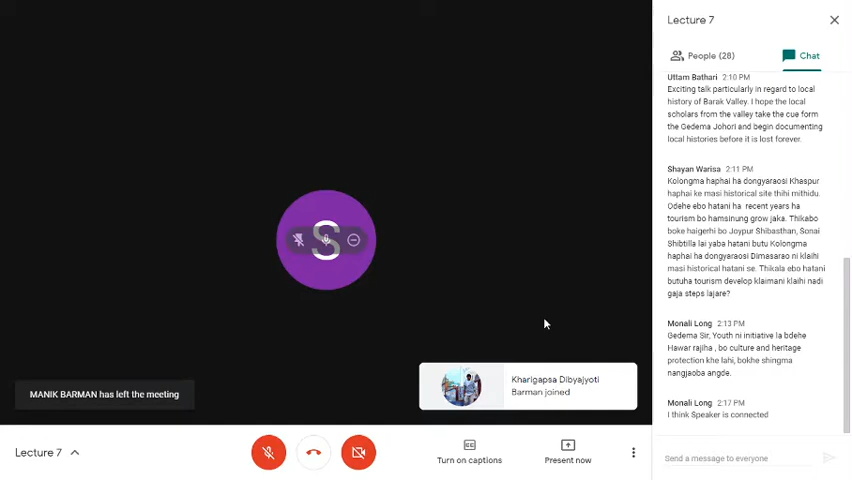 Lecture 7
People (28)
Chat
Uttam Bathari 2:10 PM
Exciting talk particularly in regard to local
history of Barak Valley. I hope the local
scholars from the valley take the cue form
the Gedema Johori and begin documenting
local histories before it is lost forever.
Shayan Warisa 2:11 PM
Kolongma haphai ha dongyaraosi Khaspur
haphai ke masi historical site thihi mithidu.
Odehe ebo hatani ha recent years ha
tourism bo hamsinung grow jaka. Thikabo
boke haigerhi bo Joypur Shibasthan, Sonai
Shibtilla lai yaba hatani butu Kolongma
haphai ha dongyaraosi Dimasarao ni klaihi
masi historical hatani se. Thikala ebo hatani
butuha tourism develop klaimani klaihi nadi
gaja steps lajare?
Monali Long 2:13 PM
Gedema Sir, Youth ni initiative la bdehe
Hawar rajiha , bo culture and heritage
protection khe lahi, bokhe shingma
nangjaoba angde.
Monali Long 2:17 PM
I think Speaker is connected
S
Kharigapsa Dibyajyoti
Barman joined
MANIK BARMAN has left the meeting
Lecture 7
CC
Turn on captions
Present now
Send a message to everyone